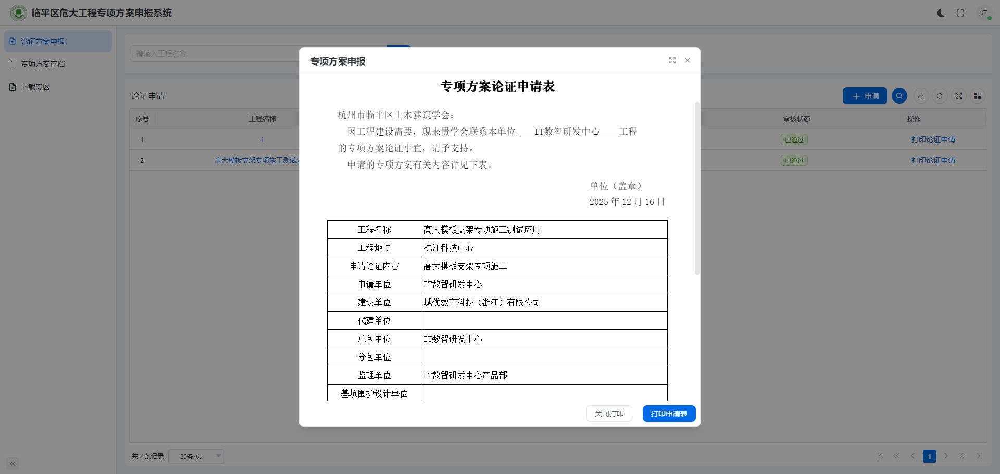 临平区危大工程专项方案申报系统
江
论证方案申报
专项方案存档
下载专区
请输入工程名称
论证申请
申请
序号 工程名称 审核状态 操作
1 1 已通过 打印论证申请
2 高大模板支架专项施工测试应 已通过 打印论证申请
共 2 条记录
20条/页
1
专项方案申报
专项方案论证申请表
杭州市临平区土木建筑学会：
因工程建设需要，现来贵学会联系本单位 IT数智研发中心 工程
的专项方案论证事宜，请予支持。
申请的专项方案有关内容详见下表。
单位（盖章）
2025 年 12 月 16 日
工程名称 高大模板支架专项施工测试应用
工程地点 杭汀科技中心
申请论证内容 高大模板支架专项施工
申请单位 IT数智研发中心
建设单位 城优数字科技（浙江）有限公司
代建单位
总包单位 IT数智研发中心
分包单位
监理单位 IT数智研发中心产品部
基坑围护设计单位
关闭打印
打印申请表